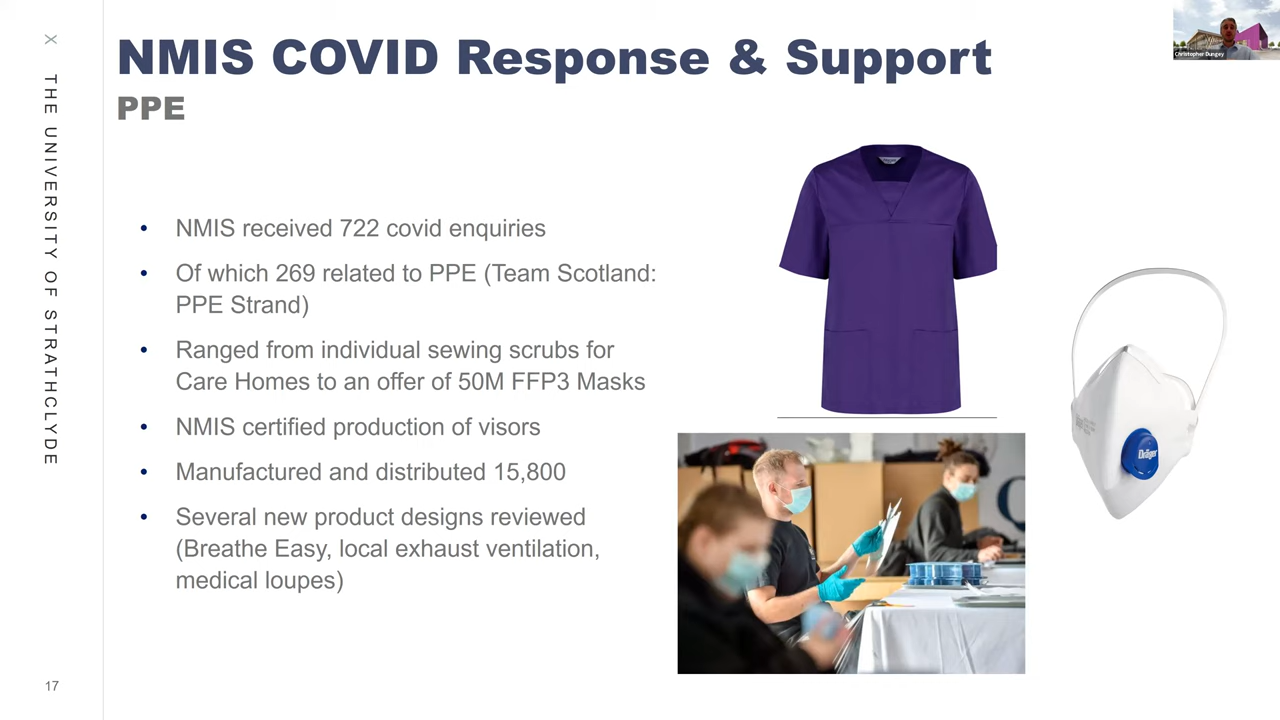 NMIS COVID Response & Support
PPE
X THE UNIVERSITY OF STRATHCLYDE
• NMIS received 722 covid enquiries
• Of which 269 related to PPE (Team Scotland:
PPE Strand)
• Ranged from individual sewing scrubs for
Care Homes to an offer of 50M FFP3 Masks
• NMIS certified production of visors
• Manufactured and distributed 15,800
• Several new product designs reviewed
(Breathe Easy, local exhaust ventilation,
medical loupes)
Dräger
Christopher Dungey
17